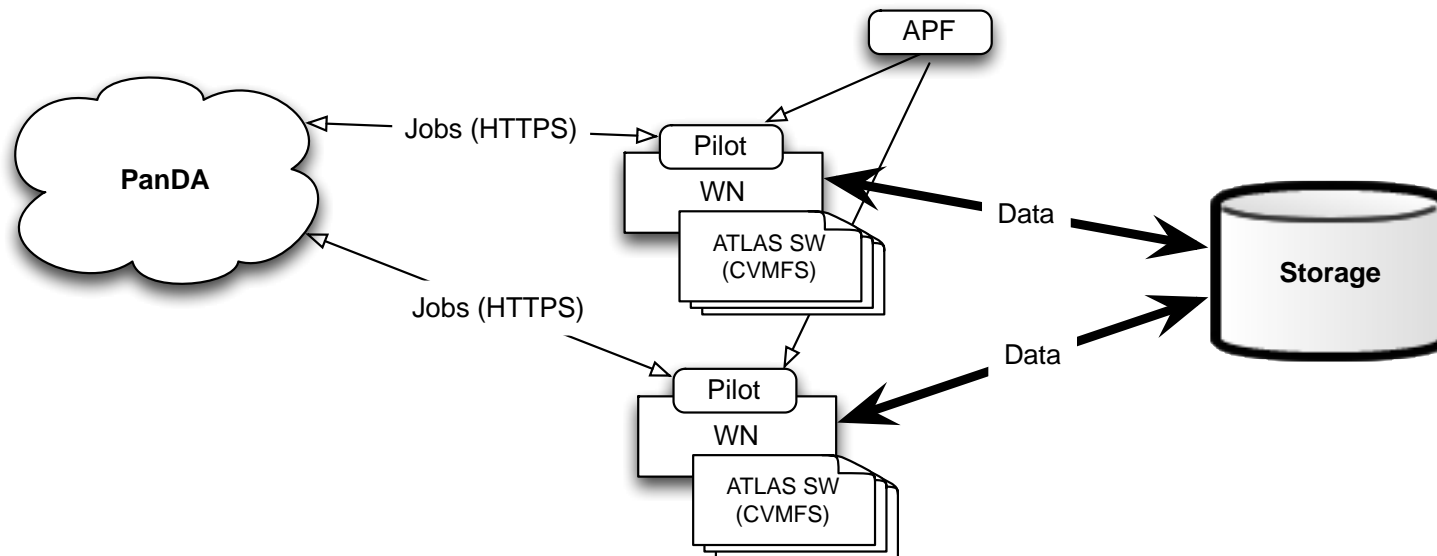 APF
Jobs (HTTPS)
Pilot
PanDA
WN
Data
ATLAS SW
(CVMFS)
Storage
Jobs (HTTPS)
Data
Pilot
WN
ATLAS SW
(CVMFS)